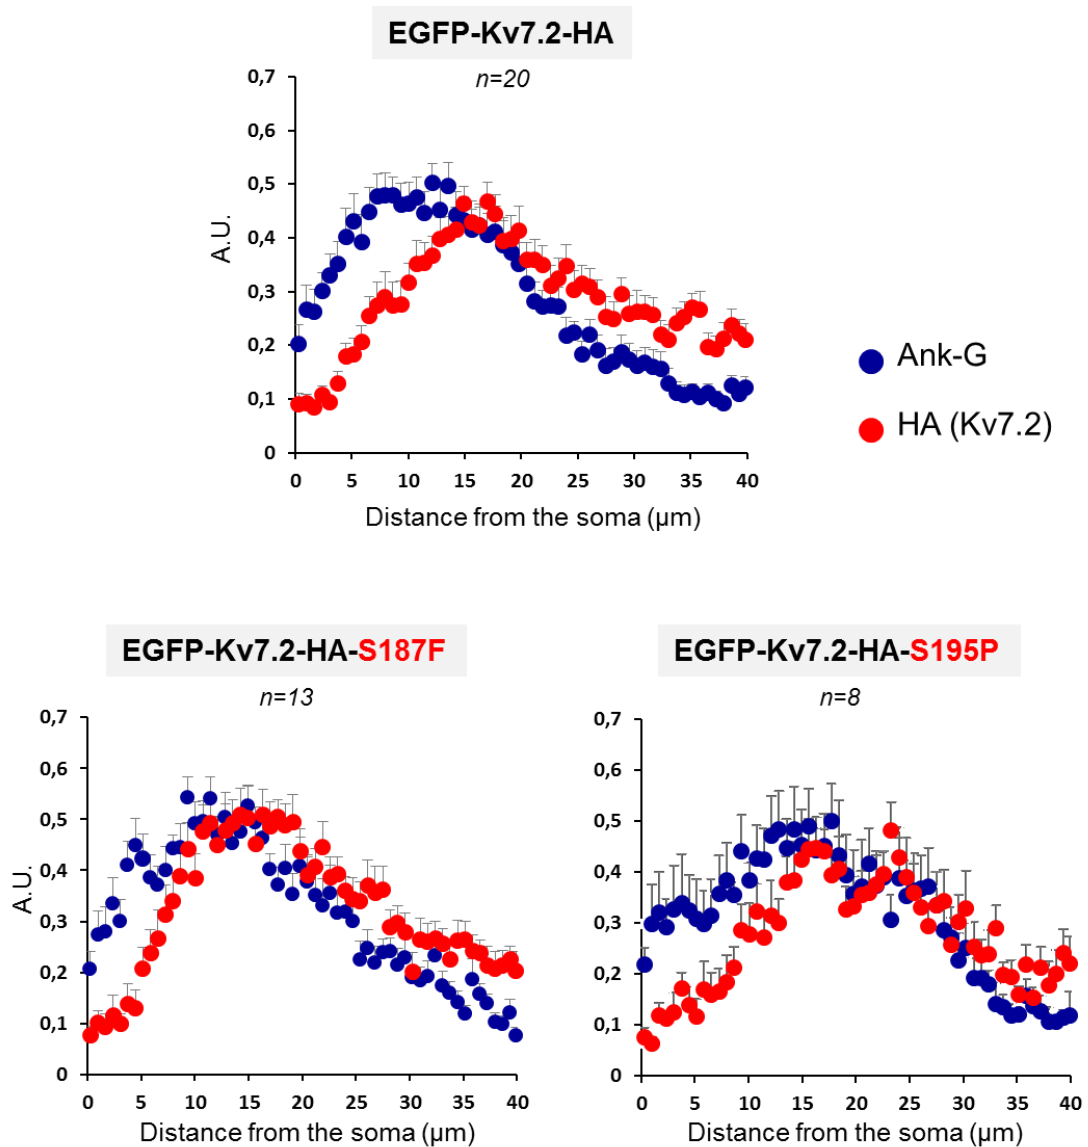 EGFP-Kv7.2-HA
n=20
0,7
0,6
0,5
0,4
0,3
0,2
0,1
0
A.U.
0 5 10 15 20 25 30 35 40
Distance from the soma (µm)
Ank-G
HA (Kv7.2)
EGFP-Kv7.2-HA-S187F
n=13
0,7
0,6
0,5
0,4
0,3
0,2
0,1
0
A.U.
0 5 10 15 20 25 30 35 40
Distance from the soma (µm)
EGFP-Kv7.2-HA-S195P
n=8
0,7
0,6
0,5
0,4
0,3
0,2
0,1
0
0 5 10 15 20 25 30 35 40
Distance from the soma (µm)